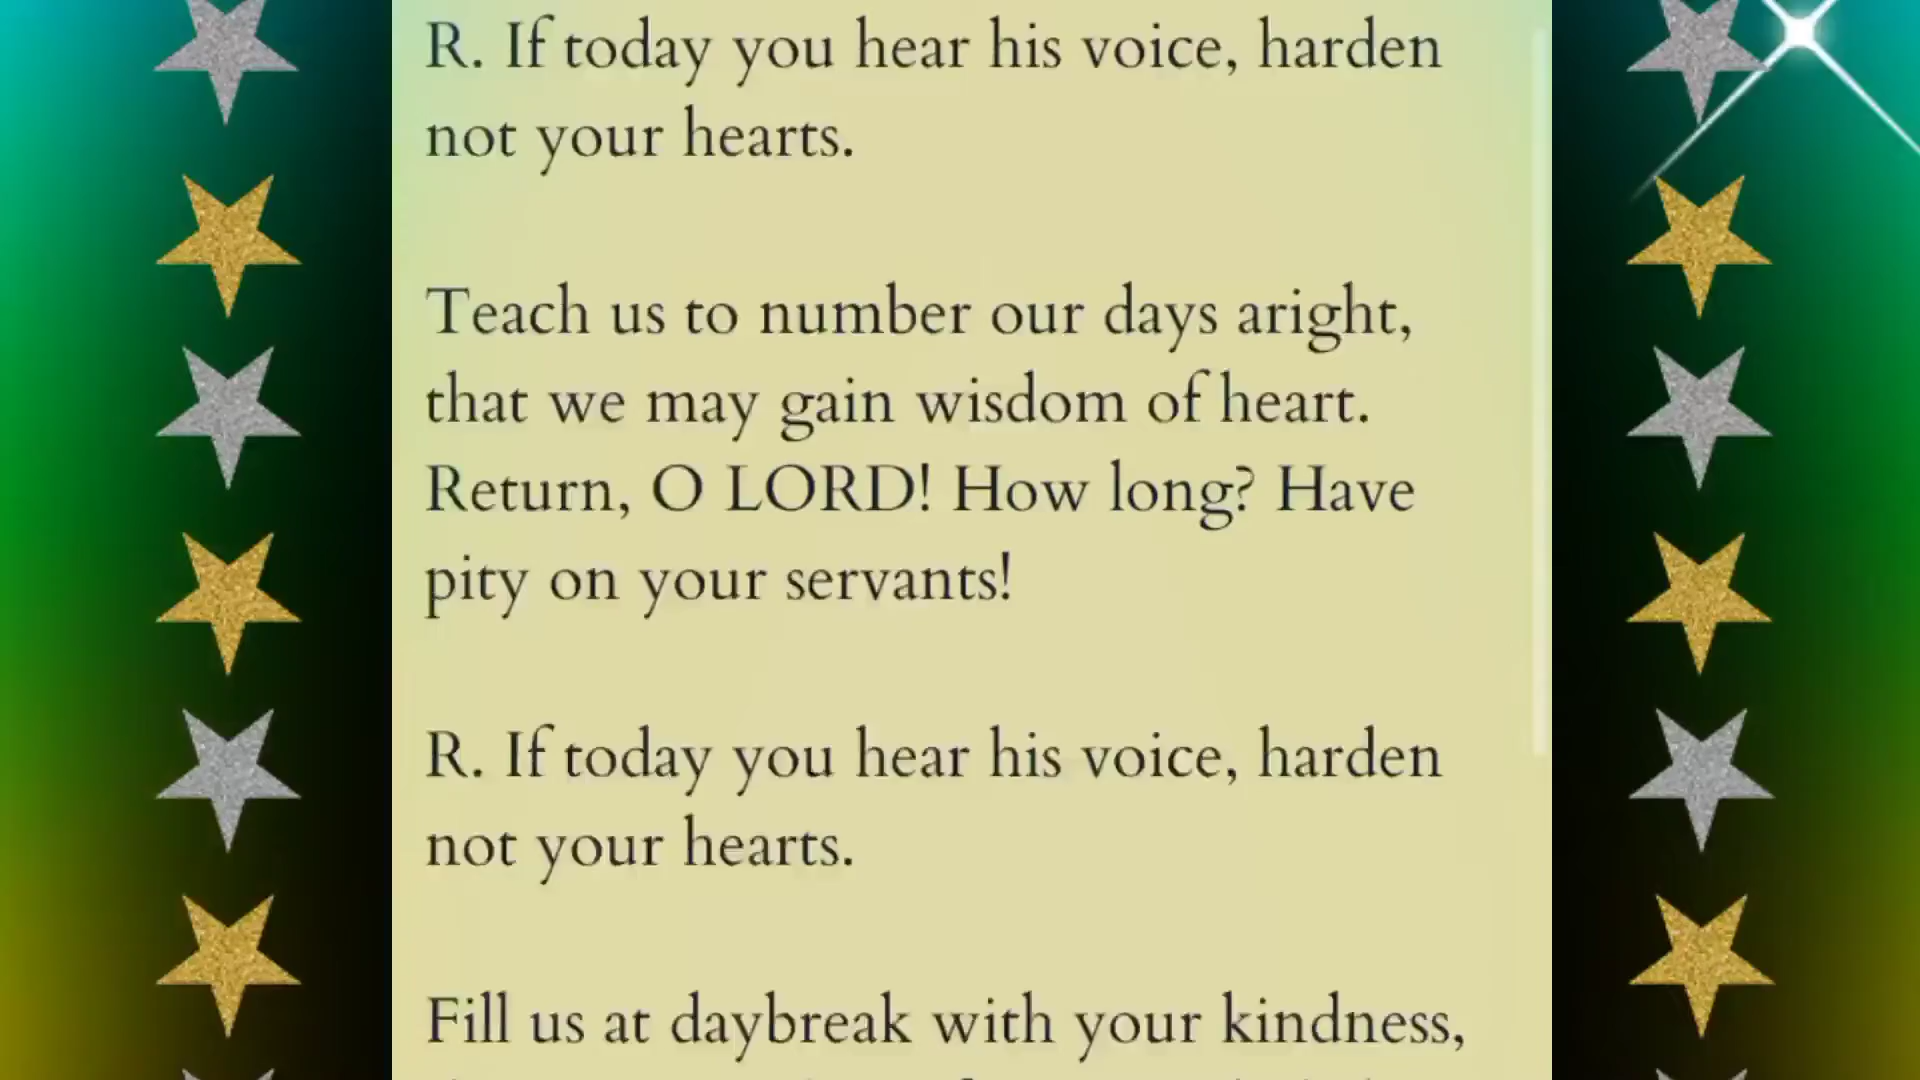 R. If today you hear his voice, harden
not your hearts.
Teach us to number our days aright,
that we may gain wisdom of heart.
Return, O LORD! How long? Have
pity on your servants!
R. If today you hear his voice, harden
not your hearts.
Fill us at daybreak with your kindness,